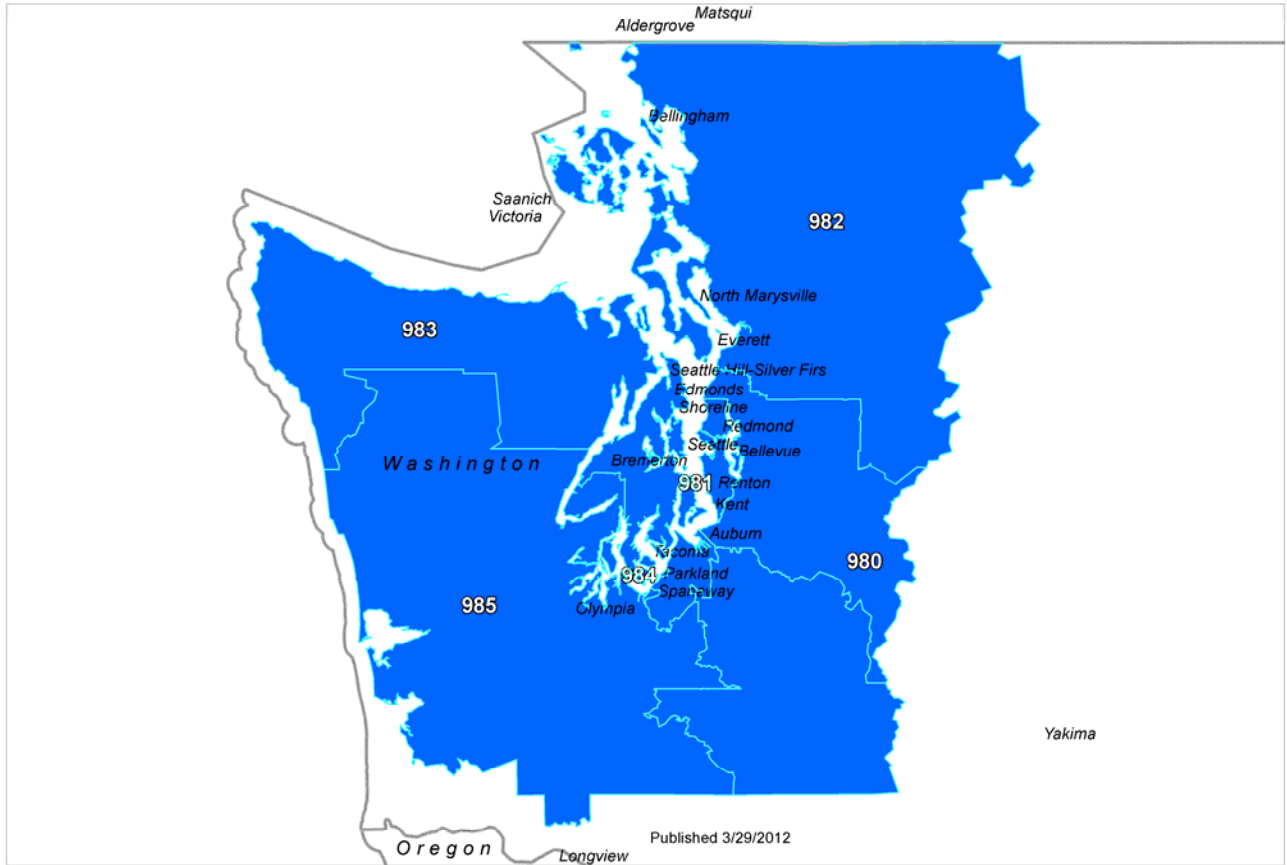 Matsqui
Aldergrove
Bellingham
Saanich
Victoria
982
North Marysville
983
Everett
Seattle Hill-Silver Firs
Edmonds
Shoreline
Redmond
Seattle
Bellevue
Washington
Bremerton
981
Renton
Kent
Auburn
Tacoma
980
984
Parkland
Spanaway
985
Olympia
Yakima
Published 3/29/2012
Oregon
Longview